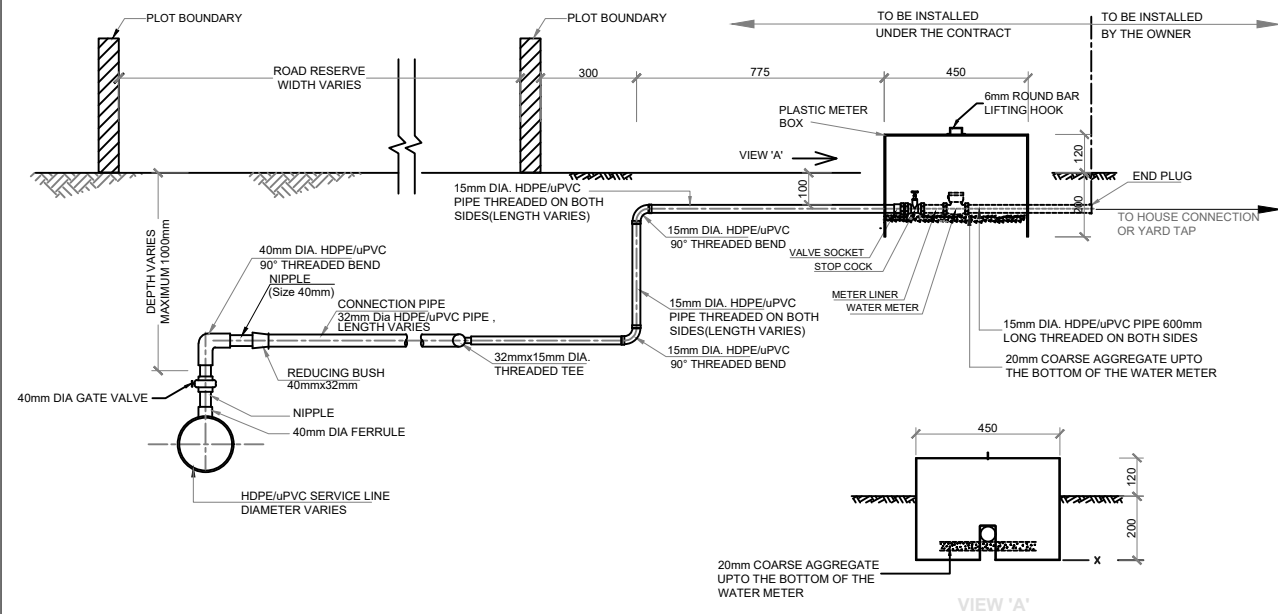 PLOT BOUNDARY
PLOT BOUNDARY
TO BE INSTALLED
UNDER THE CONTRACT
TO BE INSTALLED
BY THE OWNER
ROAD RESERVE
WIDTH VARIES
300
775
450
6mm ROUND BAR
LIFTING HOOK
PLASTIC METER
BOX
VIEW 'A'
120
200
100
END PLUG
TO HOUSE CONNECTION
OR YARD TAP
15mm DIA. HDPE/uPVC
PIPE THREADED ON BOTH
SIDES(LENGTH VARIES)
15mm DIA. HDPE/uPVC
90° THREADED BEND
VALVE SOCKET
STOP COCK
METER LINER
WATER METER
DEPTH VARIES
MAXIMUM 1000mm
40mm DIA. HDPE/uPVC
90° THREADED BEND
NIPPLE
(Size 40mm)
CONNECTION PIPE
32mm Dia HDPE/uPVC PIPE ,
LENGTH VARIES
15mm DIA. HDPE/uPVC
PIPE THREADED ON BOTH
SIDES(LENGTH VARIES)
15mm DIA. HDPE/uPVC
90° THREADED BEND
15mm DIA. HDPE/uPVC PIPE 600mm
LONG THREADED ON BOTH SIDES
20mm COARSE AGGREGATE UPTO
THE BOTTOM OF THE WATER METER
32mmx15mm DIA.
THREADED TEE
REDUCING BUSH
40mmx32mm
40mm DIA GATE VALVE
NIPPLE
40mm DIA FERRULE
HDPE/uPVC SERVICE LINE
DIAMETER VARIES
450
120
200
X
20mm COARSE AGGREGATE
UPTO THE BOTTOM OF THE
WATER METER
VIEW 'A'